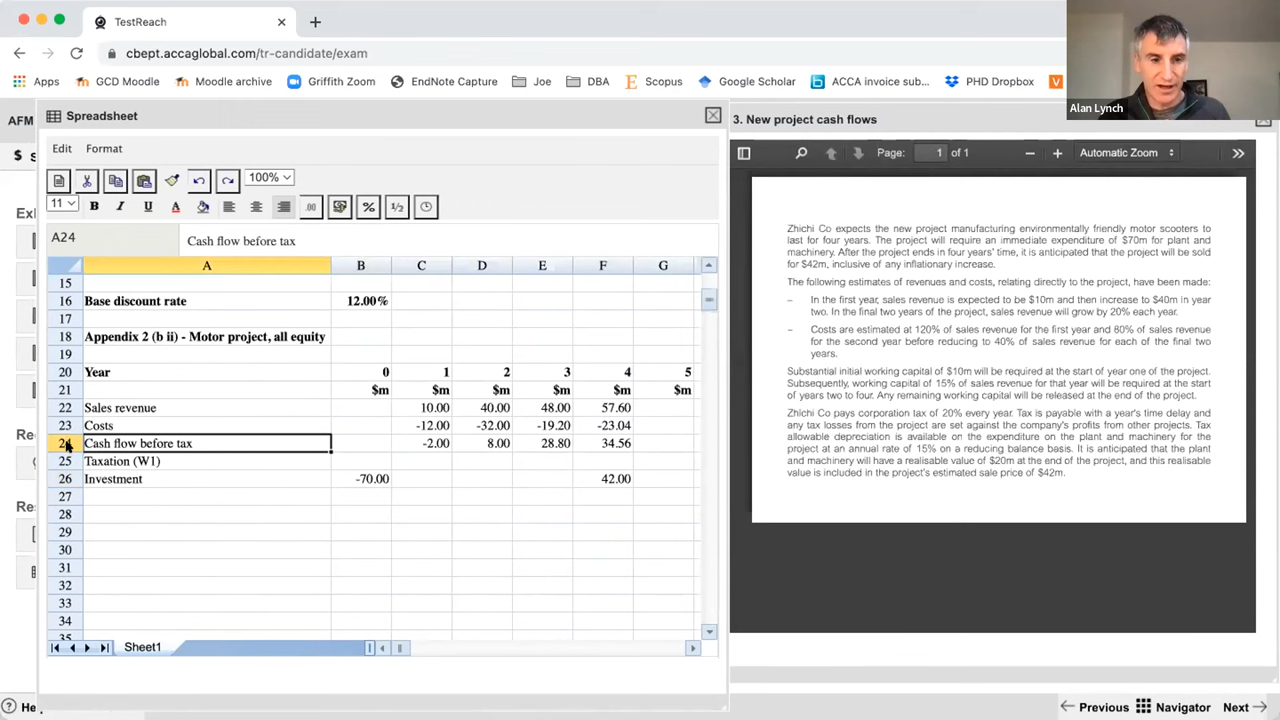 TestReach
cbept.accaglobal.com/tr-candidate/exam
Apps GCD Moodle Moodle archive Griffith Zoom EndNote Capture Joe DBA Scopus Google Scholar ACCA invoice sub... PHD Dropbox
Alan Lynch
AFM
Spreadsheet
Edit Format
100%
11
A24 Cash flow before tax
A B C D E F G
15
16 Base discount rate 12.00%
17
18 Appendix 2 (b ii) - Motor project, all equity
19
20 Year 0 1 2 3 4 5
21 $m $m $m $m $m $m
22 Sales revenue 10.00 40.00 48.00 57.60
23 Costs -12.00 -32.00 -19.20 -23.04
24 Cash flow before tax -2.00 8.00 28.80 34.56
25 Taxation (W1)
26 Investment -70.00 42.00
27
28
29
30
31
32
33
34
35
Sheet1
3. New project cash flows
Page: 1 of 1
Automatic Zoom
Zhichi Co expects the new project manufacturing environmentally friendly motor scooters to
last for four years. The project will require an immediate expenditure of $70m for plant and
machinery. After the project ends in four years' time, it is anticipated that the project will be sold
for $42m, inclusive of any inflationary increase.
The following estimates of revenues and costs, relating directly to the project, have been made:
– In the first year, sales revenue is expected to be $10m and then increase to $40m in year
two. In the final two years of the project, sales revenue will grow by 20% each year.
– Costs are estimated at 120% of sales revenue for the first year and 80% of sales revenue
for the second year before reducing to 40% of sales revenue for each of the final two
years.
Substantial initial working capital of $10m will be required at the start of year one of the project.
Subsequently, working capital of 15% of sales revenue for that year will be required at the start
of years two to four. Any remaining working capital will be released at the end of the project.
Zhichi Co pays corporation tax of 20% every year. Tax is payable with a year's time delay and
any tax losses from the project are set against the company's profits from other projects. Tax
allowable depreciation is available on the expenditure on the plant and machinery for the
project at an annual rate of 15% on a reducing balance basis. It is anticipated that the plant
and machinery will have a realisable value of $20m at the end of the project, and this realisable
value is included in the project's estimated sale price of $42m.
Previous Navigator Next